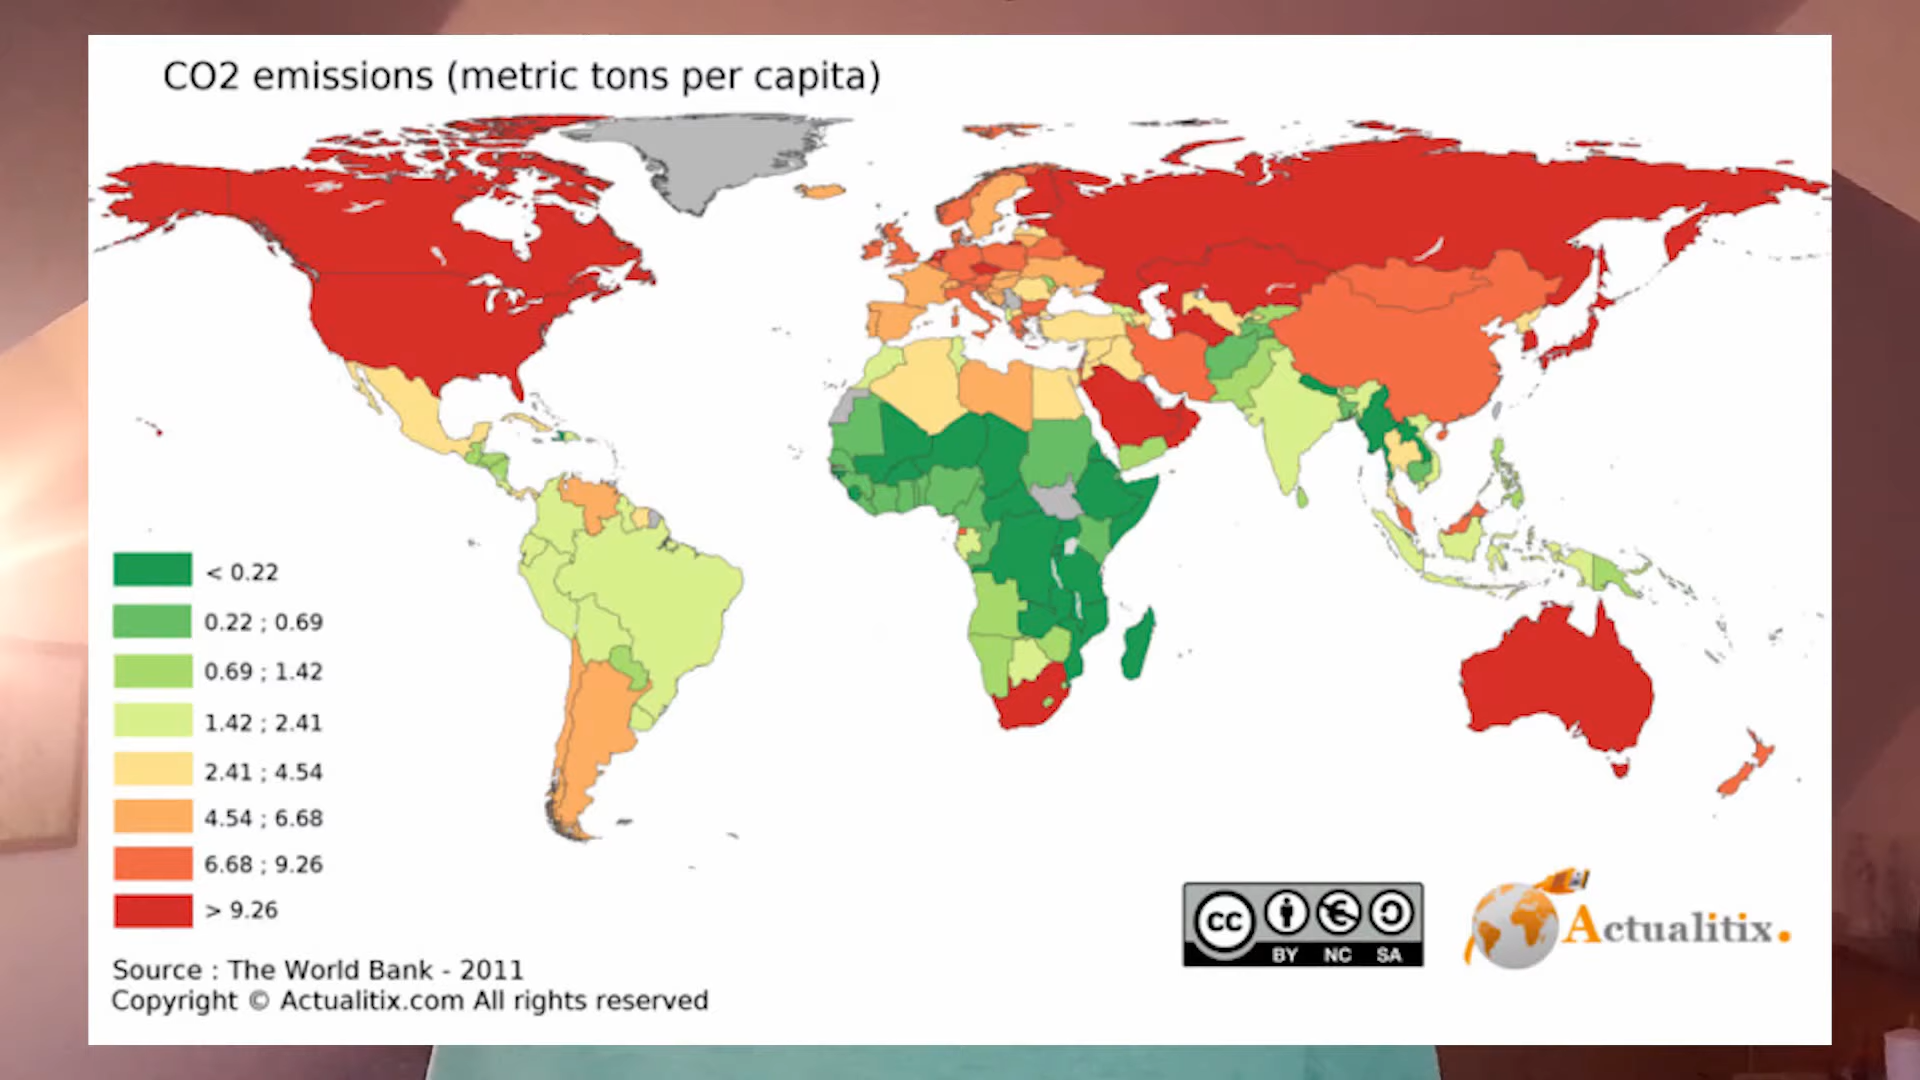 CO2 emissions (metric tons per capita)
< 0.22
0.22 ; 0.69
0.69 ; 1.42
1.42 ; 2.41
2.41 ; 4.54
4.54 ; 6.68
6.68 ; 9.26
> 9.26
Source : The World Bank - 2011
Copyright © Actualitix.com All rights reserved
cc
BY NC SA
Actualitix.